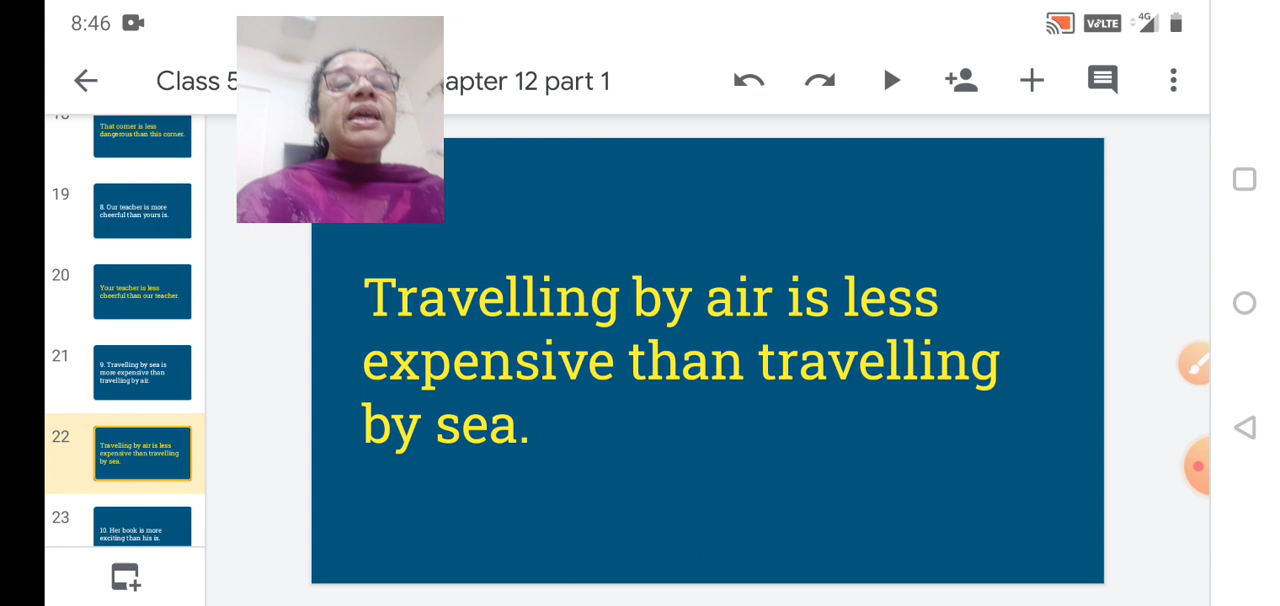 8:46
4G
VoLTE
Class 5
apter 12 part 1
That corner is less
dangerous than this corner.
19
8. Our teacher is more
cheerful than yours is.
20
Your teacher is less
cheerful than our teacher.
21
9. Travelling by sea is
more expensive than
travelling by air.
22
Travelling by air is less
expensive than travelling
by sea.
23
10. Her book is more
exciting than his is.
Travelling by air is less
expensive than travelling
by sea.